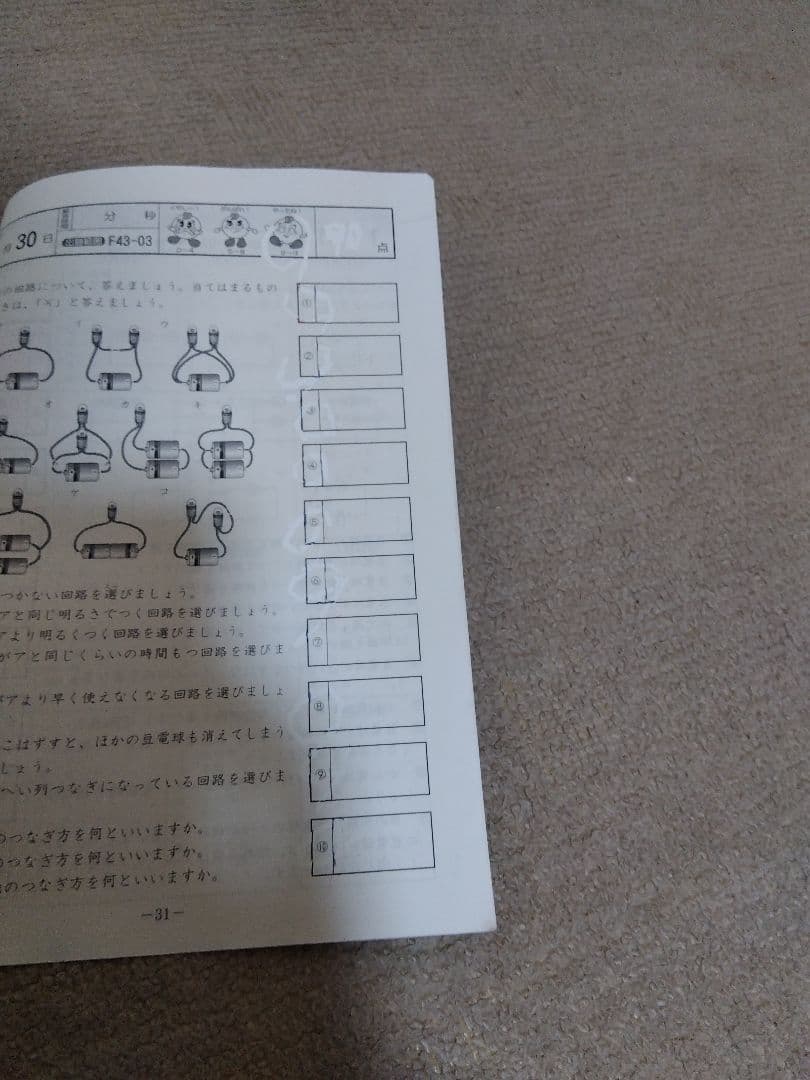 分 秒
30日
F43-03
点
の回路について、答えましょう。当てはまるもの
きは、「×」と答えましょう。
イ ウ
オ カ キ
ケ コ
つかない回路を選びましょう。
アと同じ明るさでつく回路を選びましょう。
アより明るくつく回路を選びましょう。
がアと同じくらいの時間もつ回路を選びま
がアより早く使えなくなる回路を選びましょ
こはずすと、ほかの豆電球も消えてしまう
しょう。
へい列つなぎになっている回路を選びま
のつなぎ方を何といいますか。
のつなぎ方を何といいますか。
のつなぎ方を何といいますか。
①
②
③
④
⑤
⑥
⑦
⑧
⑨
⑩
－31－